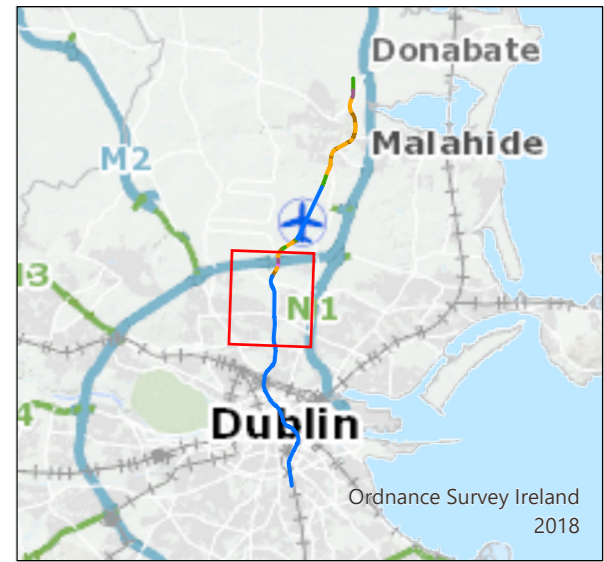 Donabate
Malahide
M2
N1
Dublin
Ordnance Survey Ireland
2018